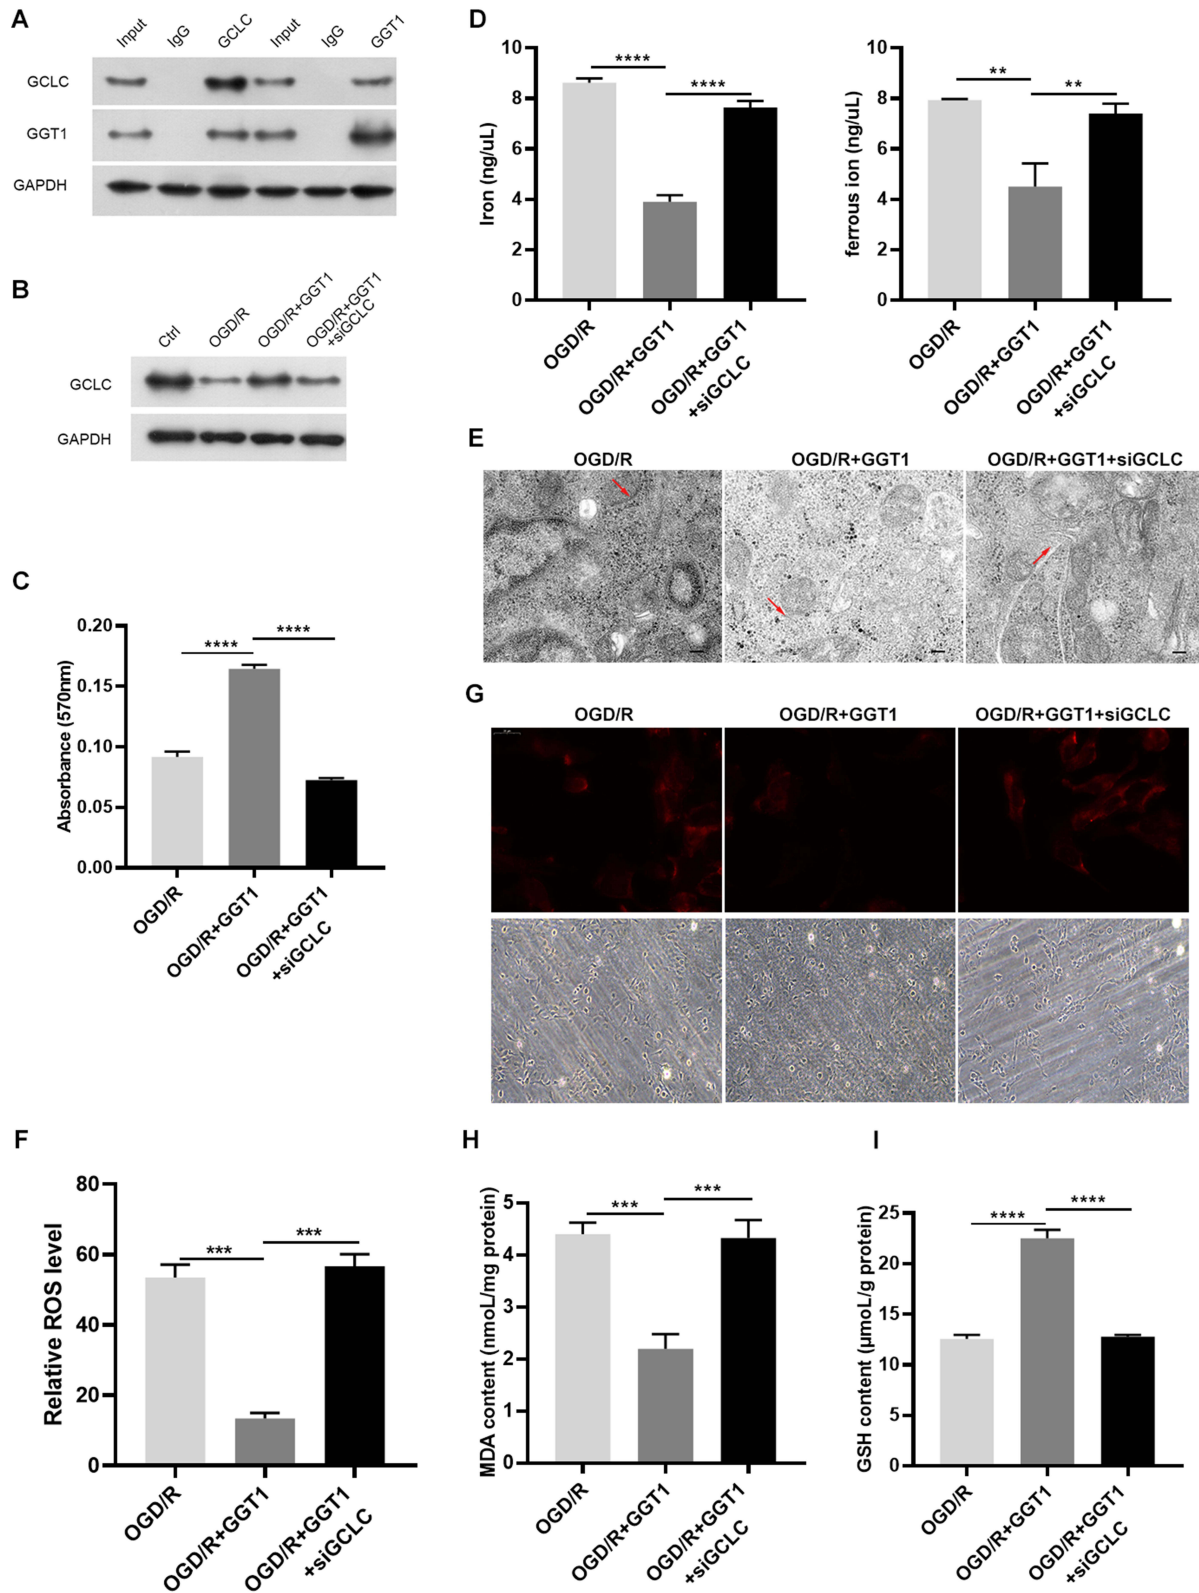 A
Input
IgG
GCLC
Input
IgG
GGT1
GCLC
GGT1
GAPDH
B
Ctrl
OGD/R
OGD/R+GGT1
OGD/R+GGT1
+siGCLC
GCLC
GAPDH
C
Absorbance (570nm)
0.20
0.15
0.10
0.05
0.00
****
****
OGD/R
OGD/R+GGT1
OGD/R+GGT1
+siGCLC
D
Iron (ng/uL)
10
8
6
4
2
0
****
****
OGD/R
OGD/R+GGT1
OGD/R+GGT1
+siGCLC
ferrous ion (ng/uL)
10
8
6
4
2
0
**
**
OGD/R
OGD/R+GGT1
OGD/R+GGT1
+siGCLC
E
OGD/R
OGD/R+GGT1
OGD/R+GGT1+siGCLC
G
OGD/R
OGD/R+GGT1
OGD/R+GGT1+siGCLC
F
Relative ROS level
80
60
40
20
0
***
***
OGD/R
OGD/R+GGT1
OGD/R+GGT1
+siGCLC
H
MDA content (nmoL/mg protein)
5
4
3
2
1
0
***
***
OGD/R
OGD/R+GGT1
OGD/R+GGT1
+siGCLC
I
GSH content (μmoL/g protein)
25
20
15
10
5
0
****
****
OGD/R
OGD/R+GGT1
OGD/R+GGT1
+siGCLC